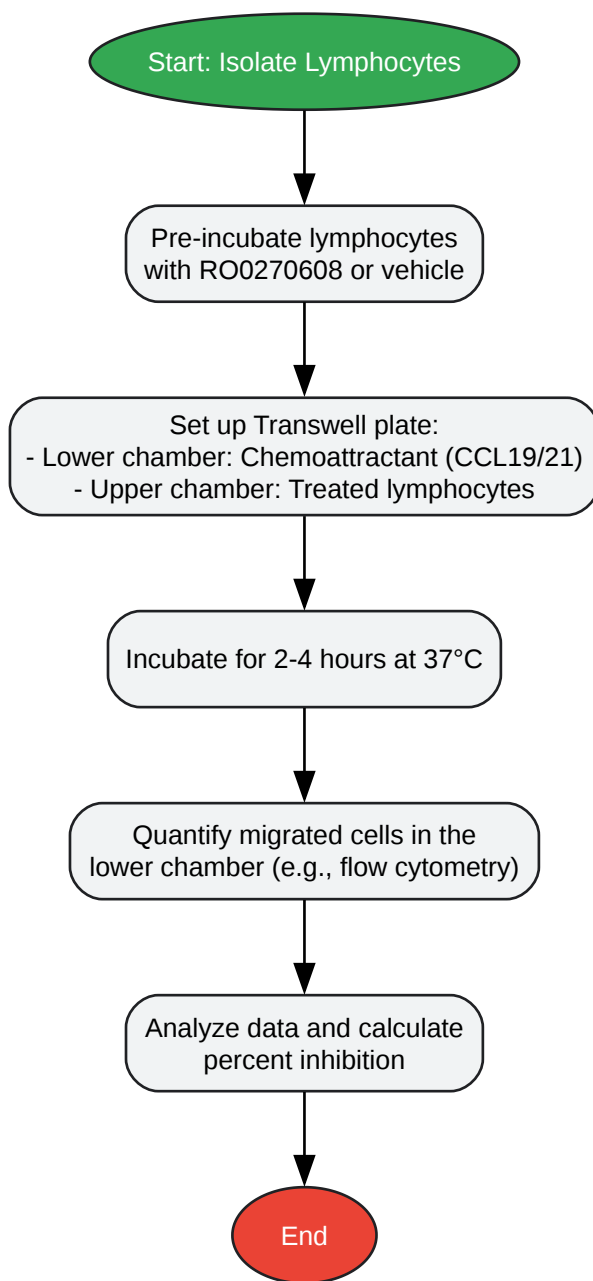 Start: Isolate Lymphocytes
Pre-incubate lymphocytes
with RO0270608 or vehicle
Set up Transwell plate:
- Lower chamber: Chemoattractant (CCL19/21)
- Upper chamber: Treated lymphocytes
Incubate for 2-4 hours at 37°C
Quantify migrated cells in the
lower chamber (e.g., flow cytometry)
Analyze data and calculate
percent inhibition
End